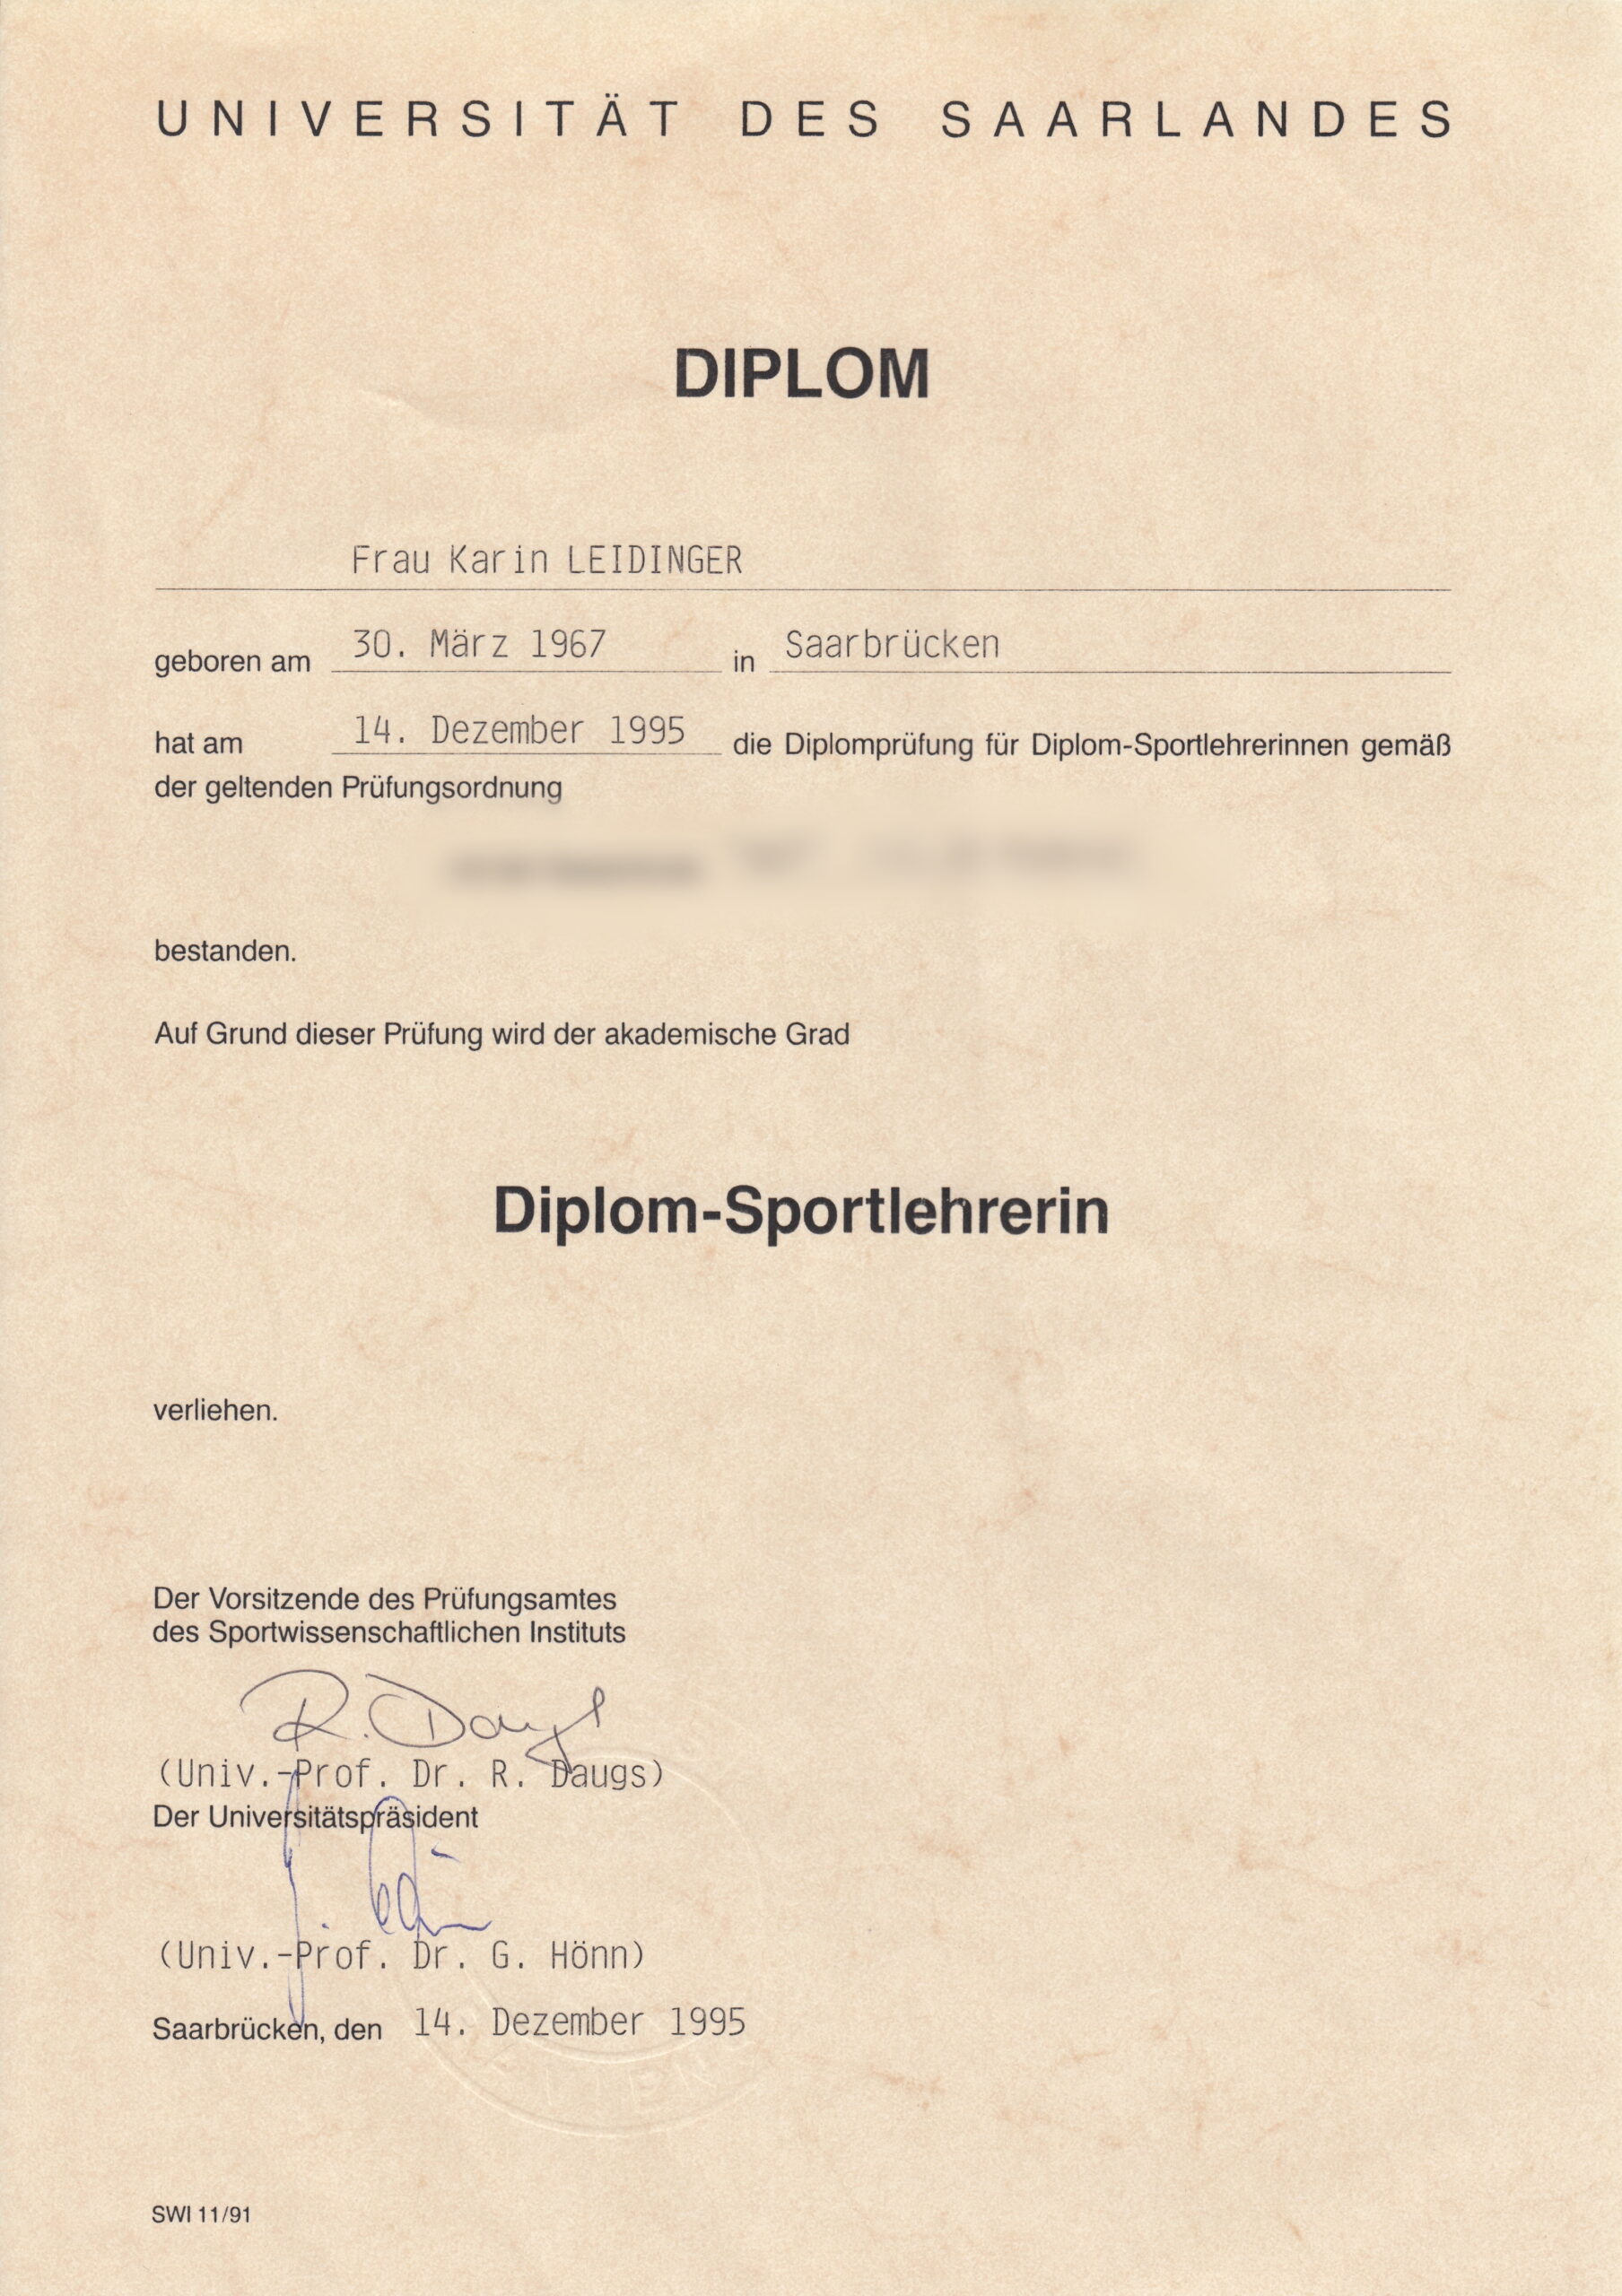 UNIVERSITÄT DES SAARLANDES
DIPLOM
Frau Karin LEIDINGER
geboren am 30. März 1967 in Saarbrücken
hat am 14. Dezember 1995 die Diplomprüfung für Diplom-Sportlehrerinnen gemäß
der geltenden Prüfungsordnung
bestanden.
Auf Grund dieser Prüfung wird der akademische Grad
Diplom-Sportlehrerin
verliehen.
Der Vorsitzende des Prüfungsamtes
des Sportwissenschaftlichen Instituts
R. Daugs
(Univ.-Prof. Dr. R. Daugs)
Der Universitätspräsident
(Univ.-Prof. Dr. G. Hönn)
Saarbrücken, den 14. Dezember 1995
SWI 11/91